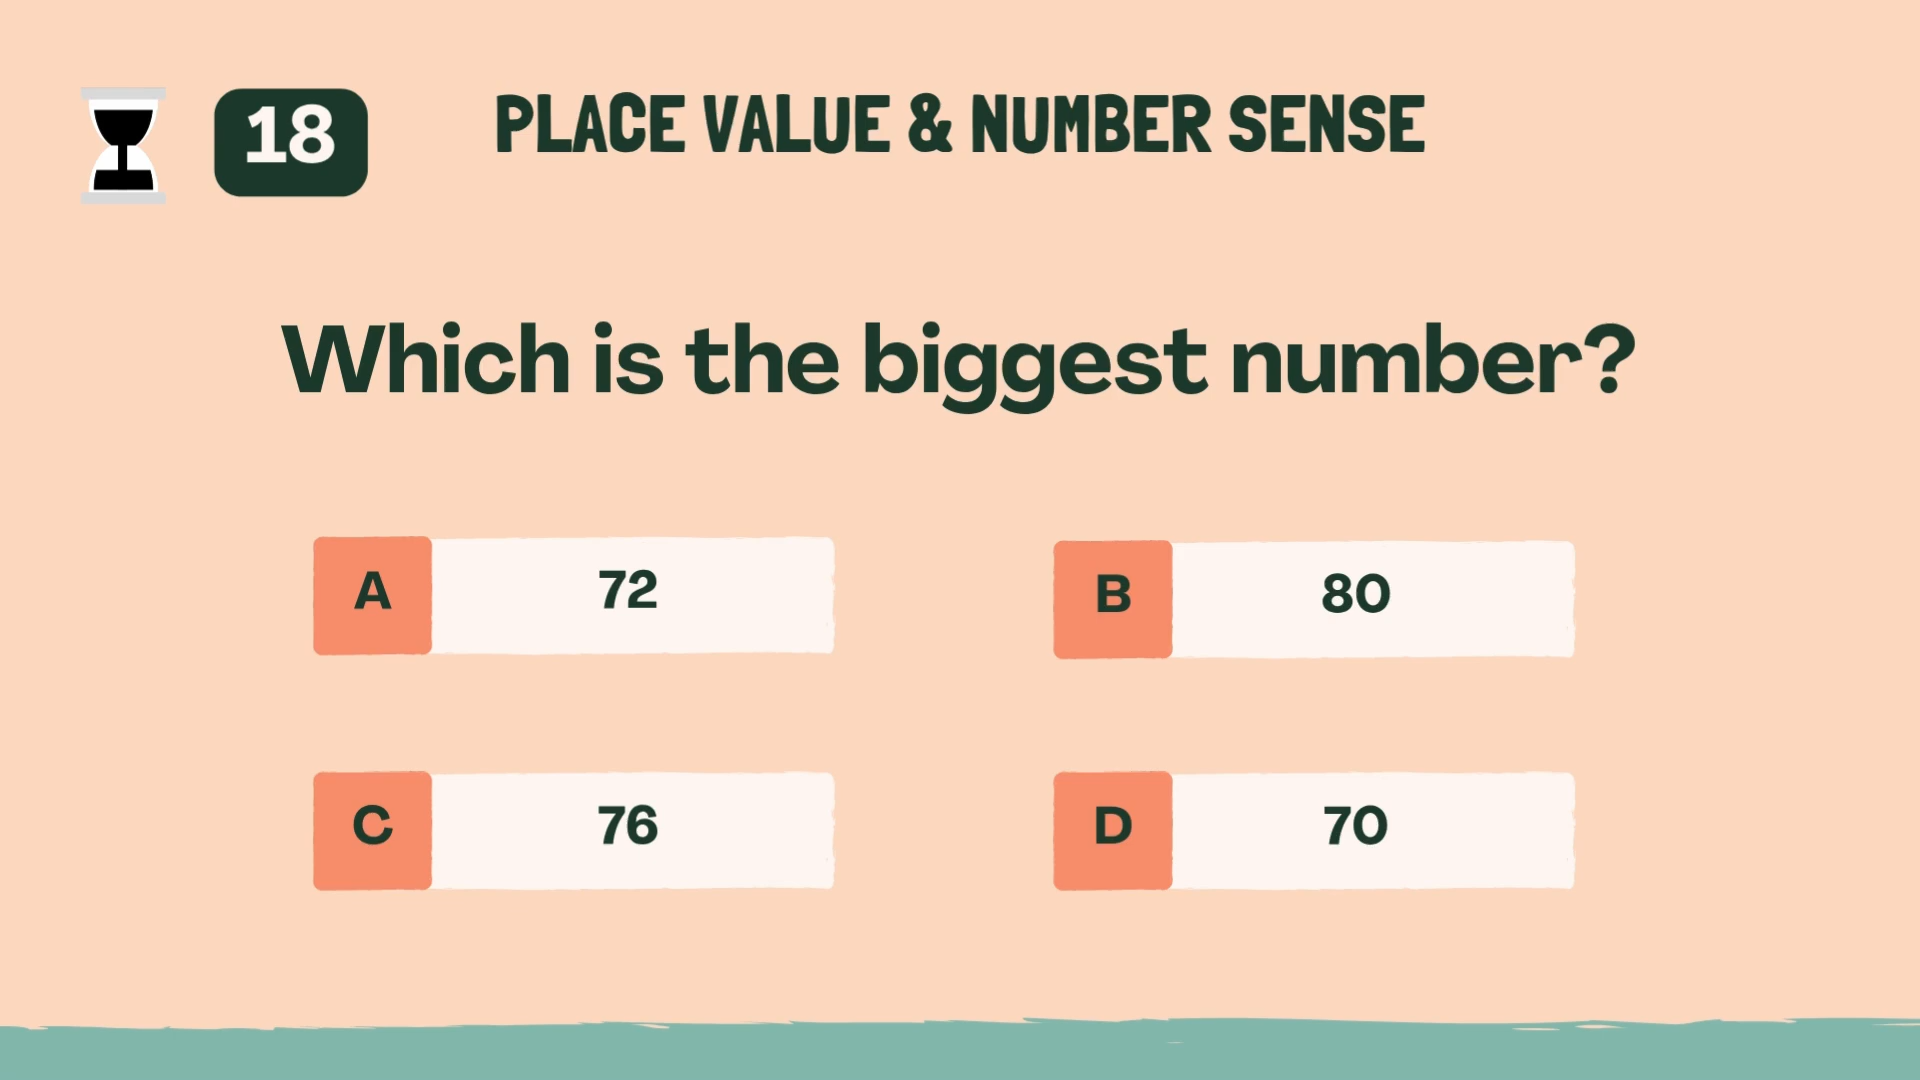 18
PLACE VALUE & NUMBER SENSE
Which is the biggest number?
A 72
B 80
C 76
D 70